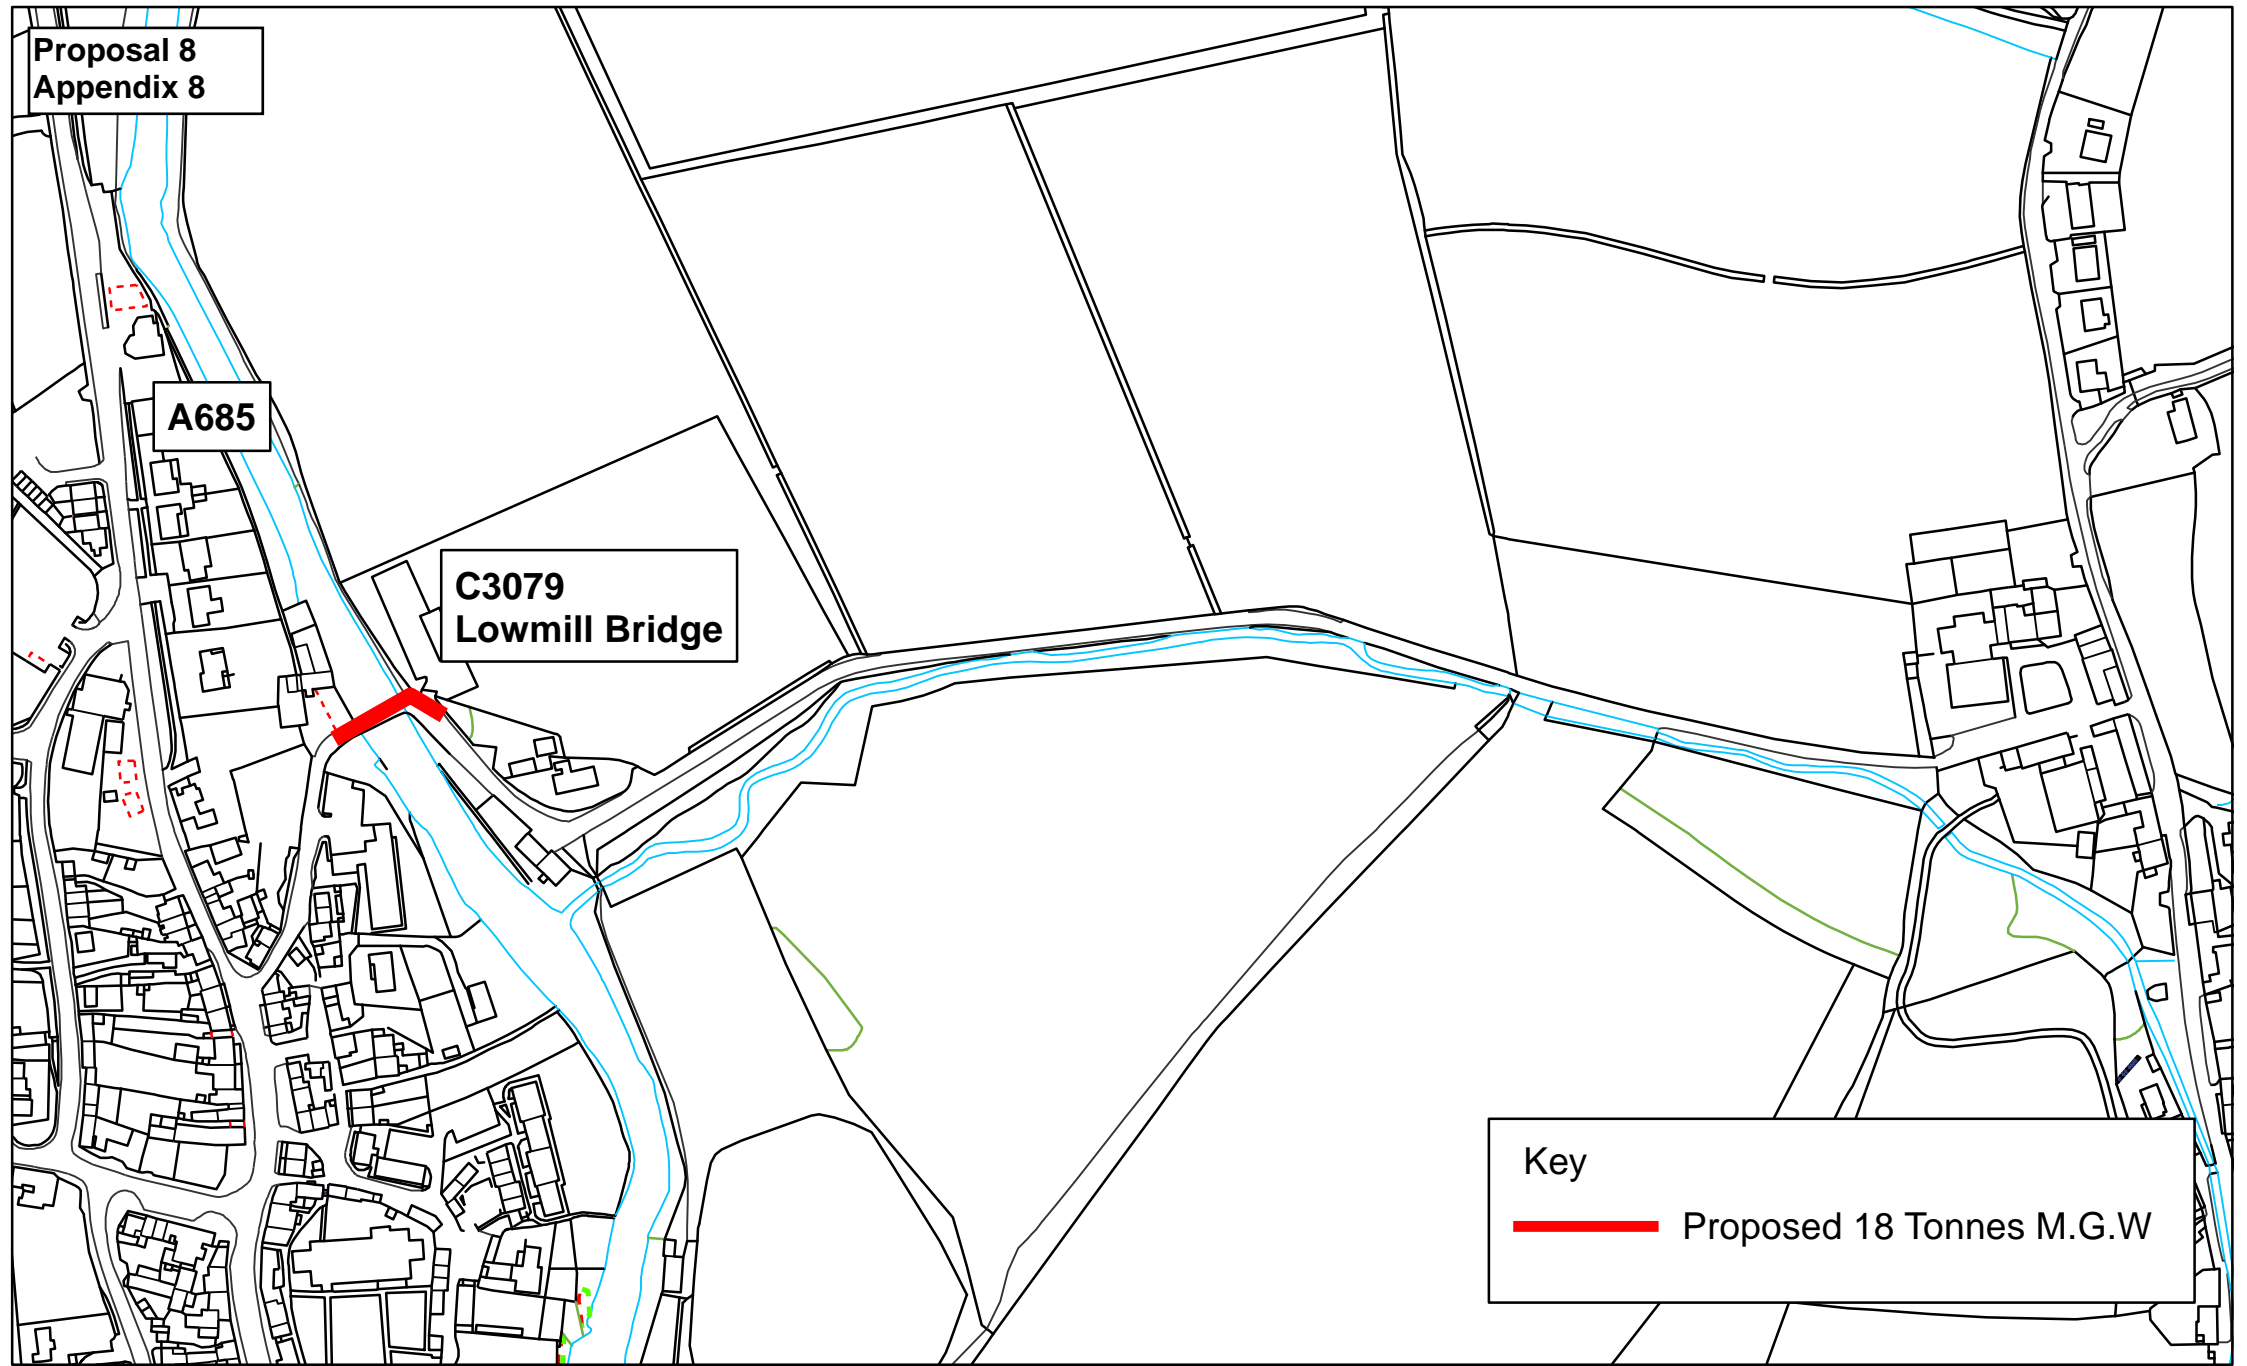 Proposal 8
Appendix 8
A685
C3079
Lowmill Bridge
Key
Proposed 18 Tonnes M.G.W